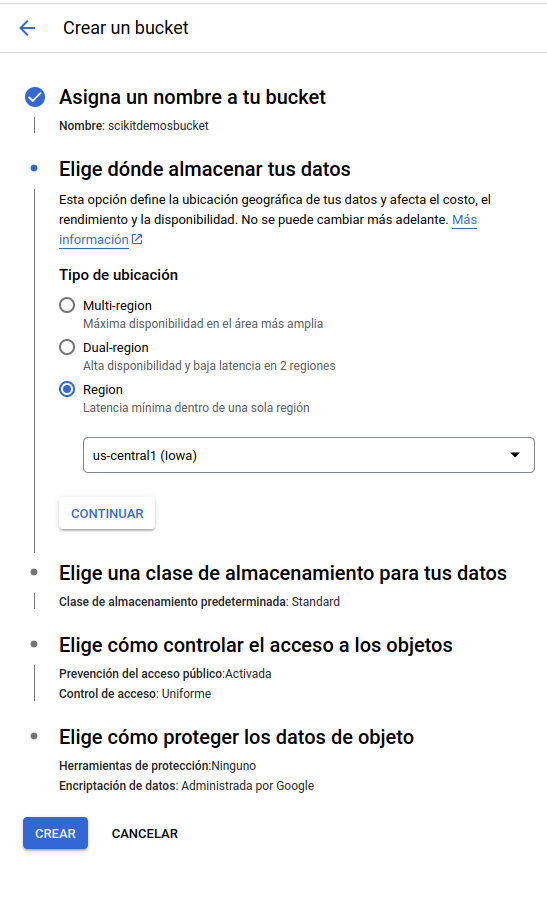 Crear un bucket
Asigna un nombre a tu bucket
Nombre: scikitdemosbucket
Elige dónde almacenar tus datos
Esta opción define la ubicación geográfica de tus datos y afecta el costo, el
rendimiento y la disponibilidad. No se puede cambiar más adelante. Más
información
Tipo de ubicación
Multi-region
Máxima disponibilidad en el área más amplia
Dual-region
Alta disponibilidad y baja latencia en 2 regiones
Region
Latencia mínima dentro de una sola región
us-central1 (Iowa)
CONTINUAR
Elige una clase de almacenamiento para tus datos
Clase de almacenamiento predeterminada: Standard
Elige cómo controlar el acceso a los objetos
Prevención del acceso público:Activada
Control de acceso: Uniforme
Elige cómo proteger los datos de objeto
Herramientas de protección:Ninguno
Encriptación de datos: Administrada por Google
CREAR CANCELAR